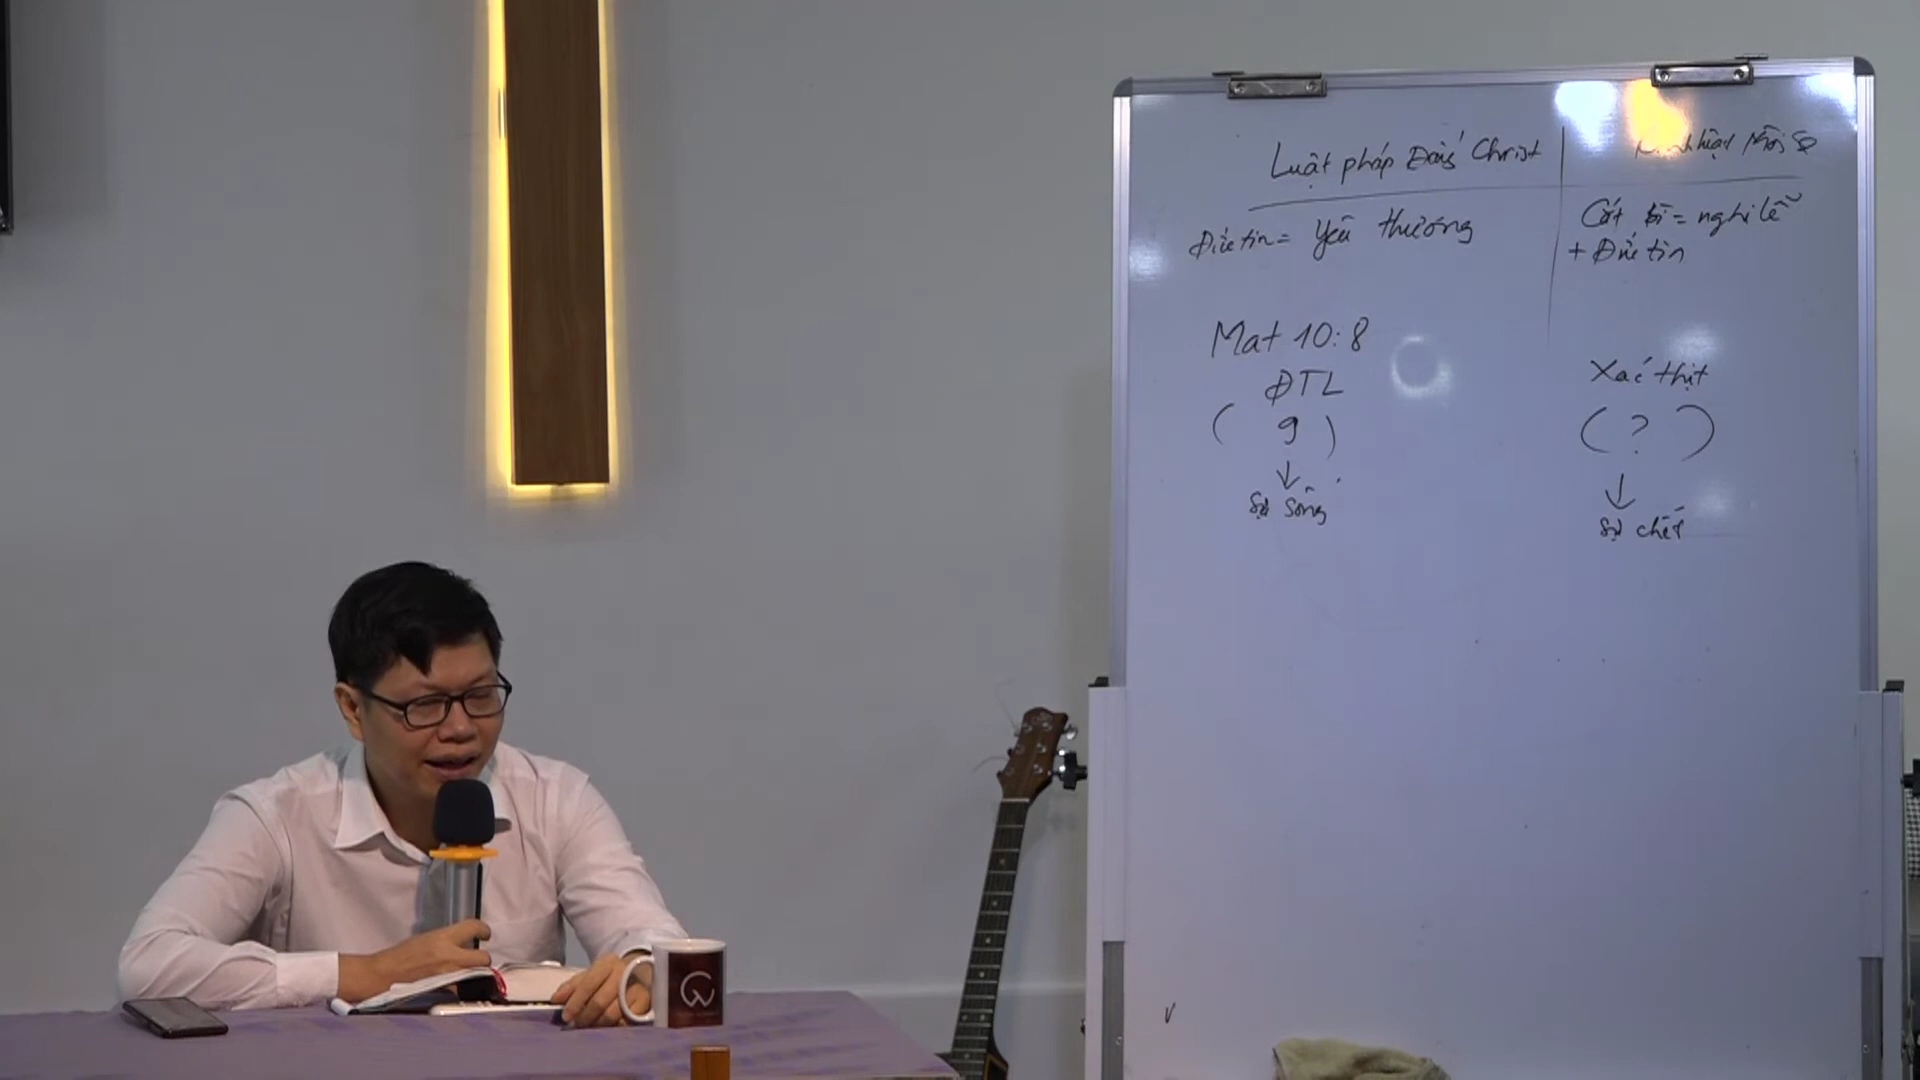 Luật pháp Đấng Christ
Đức tin = yêu thương
Cắt bì = nghi lễ
+ Đức tin
Mat 10:8
ĐTL
( 9 )
↓
Sự sống
Xác thịt
( ? )
↓
Sự chết